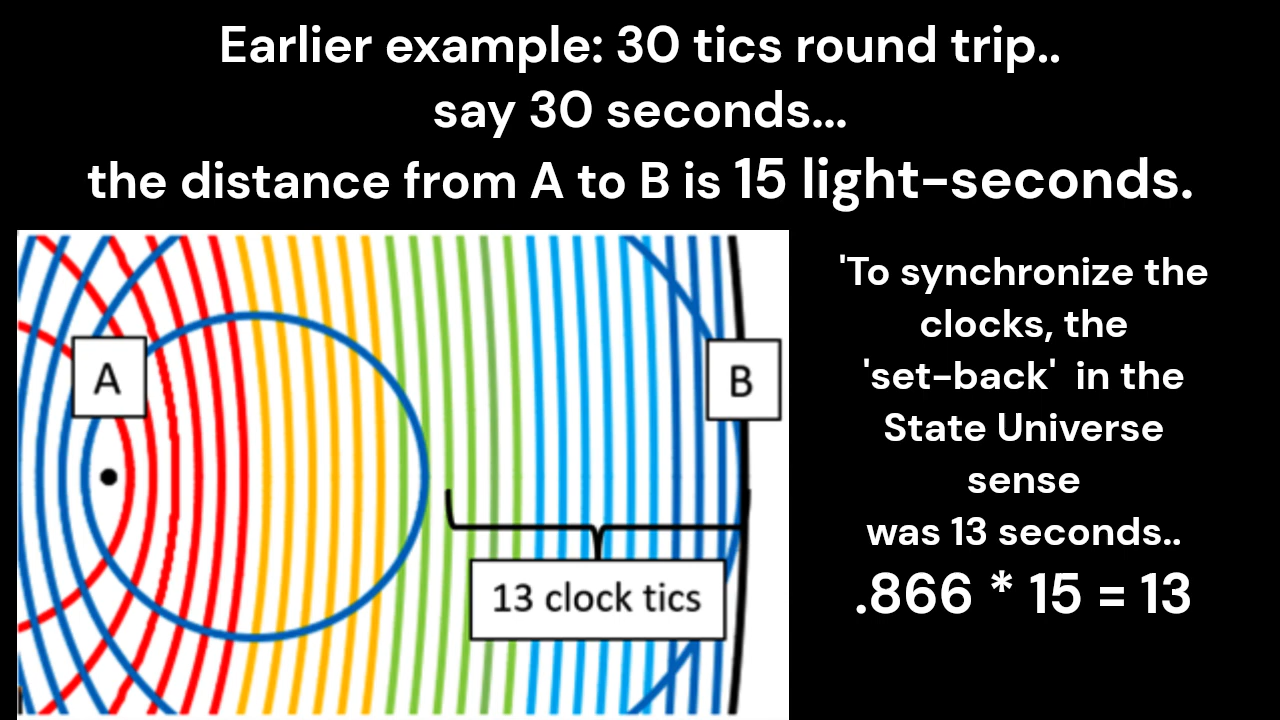 Earlier example: 30 tics round trip..
say 30 seconds...
the distance from A to B is 15 light-seconds.
A
B
13 clock tics
'To synchronize the
clocks, the
'set-back'  in the
State Universe
sense
was 13 seconds..
.866 * 15 = 13